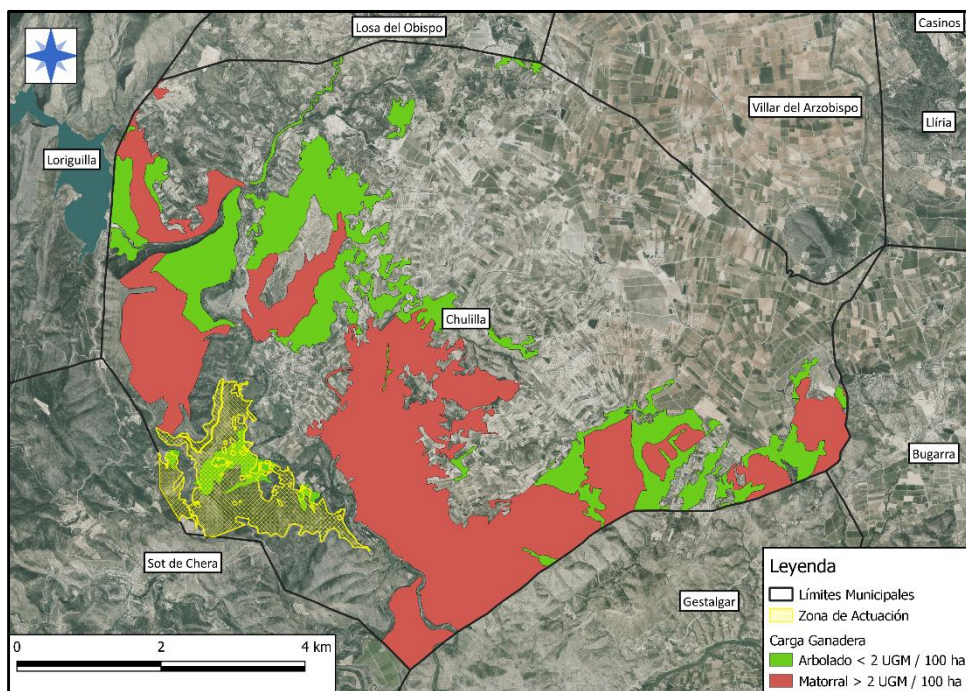 Losa del Obispo
Casinos
Villar del Arzobispo
Llíria
Loriguilla
Chulilla
Bugarra
Sot de Chera
Gestalgar
Leyenda
Límites Municipales
Zona de Actuación
Carga Ganadera
Arbolado < 2 UGM / 100 ha
Matorral > 2 UGM / 100 ha
0 2 4 km